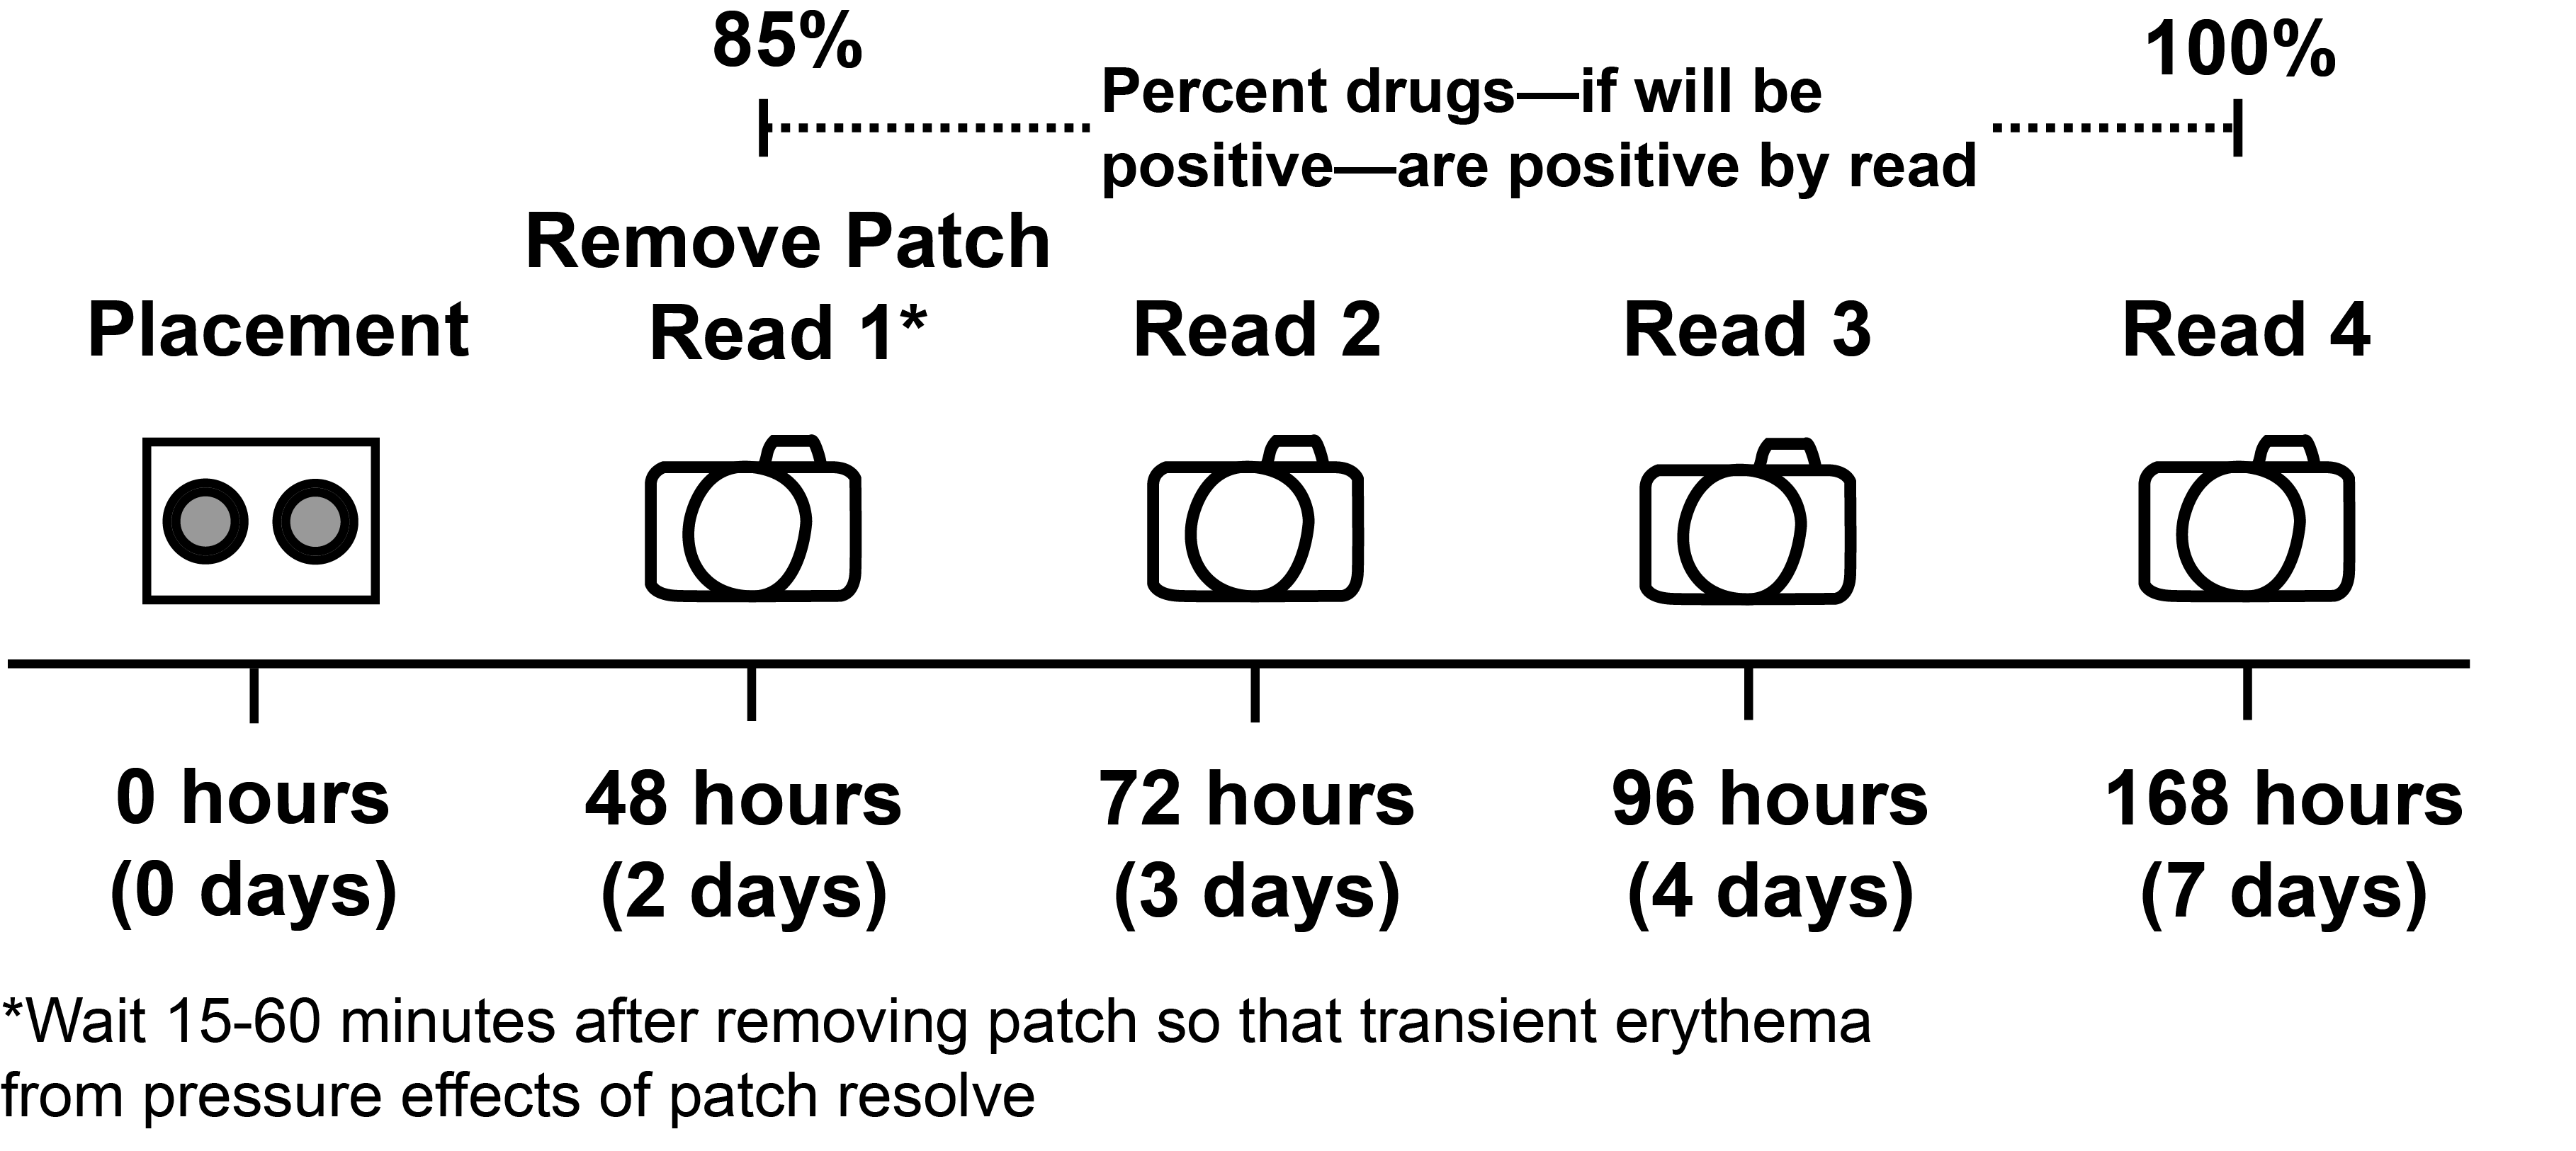 85%
100%
Percent drugs—if will be
positive—are positive by read
Remove Patch
Placement
Read 1*
Read 2
Read 3
Read 4
0 hours
(0 days)
48 hours
(2 days)
72 hours
(3 days)
96 hours
(4 days)
168 hours
(7 days)
*Wait 15-60 minutes after removing patch so that transient erythema
from pressure effects of patch resolve